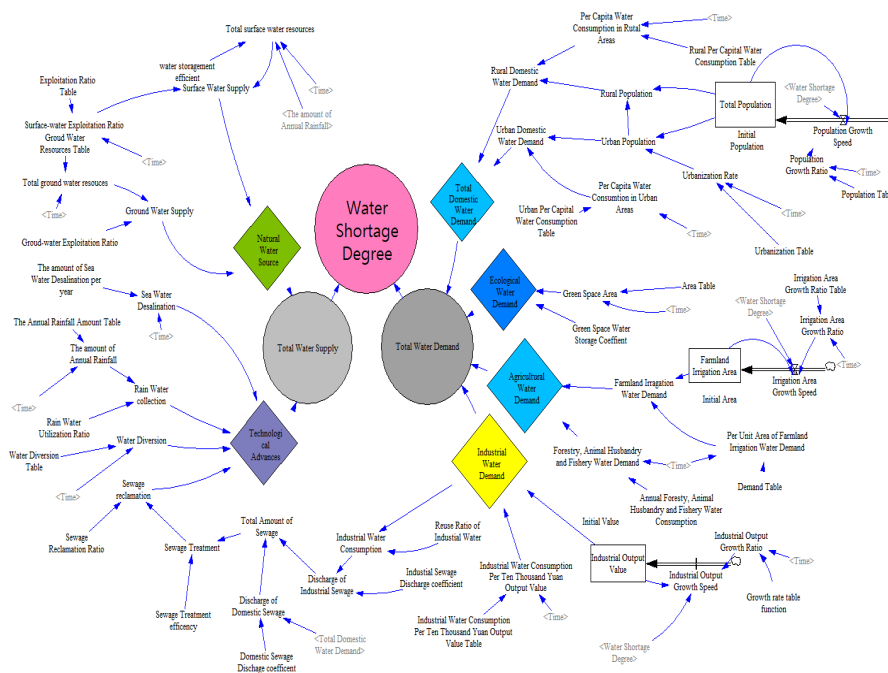 Total surface water resources
water storagement
efficient
Surface Water Supply
<Time>
<The amount of
Annual Rainfall>
Exploitation Ratio
Table
Surface-water Exploitation Ratio
Groud Water
Resources Table
<Time>
Total ground water resouces
<Time>
Ground Water Supply
Groud-water Exploitation Ratio
Natural
Water
Source
Water
Shortage
Degree
Total Water Supply
Total Water Demand
The amount of Sea
Water Desalination per
year
Sea Water
Desalination
<Time>
The Annual Rainfall Amount Table
The amount of
Annual Rainfall
<Time>
Rain Water
collection
Rain Water
Utilization Ratio
Water Diversion
Water Diversion
Table
<Time>
Sewage
reclamation
Sewage
Reclamation Ratio
Technologi
cal
Advances
Sewage Treatment
Sewage Treatment
efficency
Total Amount of
Sewage
Discharge of
Domestic Sewage
Domestic Sewage
Dischage coefficent
<Total Domestic
Water Demand>
Discharge of
Industrial Sewage
Industial Sewage
Discharge coefficient
Industrial Water
Consumption
Reuse Ratio of
Industial Water
Per Capita Water
Consumption in Rutal
Areas
<Time>
Rural Per Capital Water
Consumption Table
Rural Domestic
Water Demand
Rural Population
Total Population
Initial
Population
<Water Shortage
Degree>
Population Growth
Speed
Population
Growth Ratio
<Time>
Population Table
Urban Domestic
Water Demand
Urban Population
Urbanization Rate
<Time>
Urbanization Table
Per Capita Water
Consumtion in Urban
Areas
Urban Per Capital
Water Consumption
Table
<Time>
Total
Domestic
Water
Demand
Ecological
Water
Demand
Green Space Area
Area Table
<Time>
Green Space Water
Storage Coeffient
Irrigation Area
Growth Ratio Table
<Water Shortage
Degree>
Irrigation Area
Growth Ratio
<Time>
Farmland
Irrigation Area
Irrigation Area
Growth Speed
Initial Area
Agricultural
Water
Demand
Farmland Irragation
Water Demand
Per Unit Area of Farmland
Irrigation Water Demand
Demand Table
Forestry, Animal Husbandry
and Fishery Water Demand
<Time>
Annual Foresty, Animal
Husbandry and Fishery Water
Consumption
Industrial
Water
Demand
Initial Value
Industrial Output
Value
Industrial Output
Growth Speed
Industrial Output
Growth Ratio
<Time>
Growth rate table
function
<Water Shortage
Degree>
Industrial Water Consumption
Per Ten Thousand Yuan
Output Value
<Time>
Industrial Water Consumption
Per Ten Thousand Yuan Output
Value Table